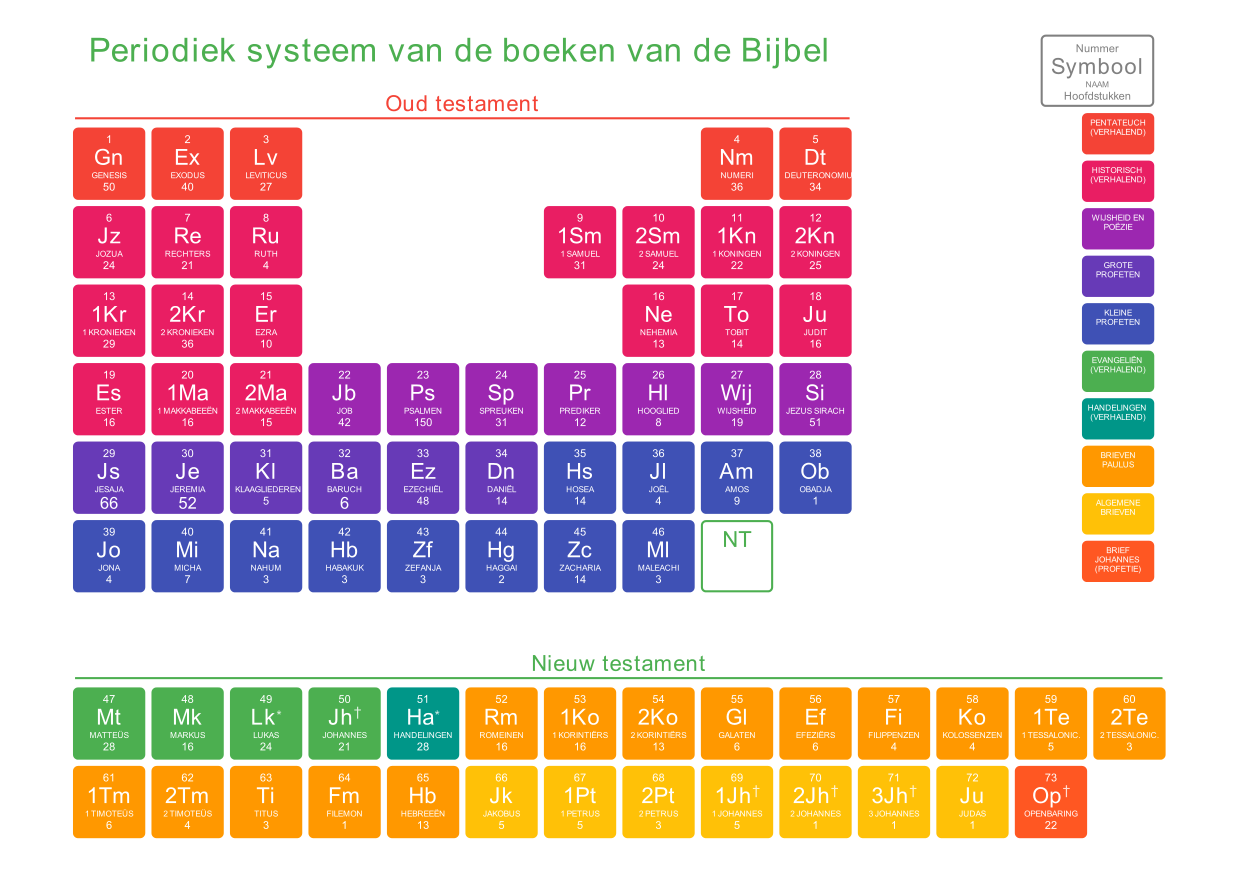 Periodiek systeem van de boeken van de Bijbel
Nummer
Symbool
NAAM
Hoofdstukken
Oud testament
1
Gn
GENESIS
50
2
Ex
EXODUS
40
3
Lv
LEVITICUS
27
4
Nm
NUMERI
36
5
Dt
DEUTERONOMIU
34
6
Jz
JOZUA
24
7
Re
RECHTERS
21
8
Ru
RUTH
4
9
1Sm
1 SAMUEL
31
10
2Sm
2 SAMUEL
24
11
1Kn
1 KONINGEN
22
12
2Kn
2 KONINGEN
25
13
1Kr
1 KRONIEKEN
29
14
2Kr
2 KRONIEKEN
36
15
Er
EZRA
10
16
Ne
NEHEMIA
13
17
To
TOBIT
14
18
Ju
JUDIT
16
19
Es
ESTER
16
20
1Ma
1 MAKKABEEËN
16
21
2Ma
2 MAKKABEEËN
15
22
Jb
JOB
42
23
Ps
PSALMEN
150
24
Sp
SPREUKEN
31
25
Pr
PREDIKER
12
26
Hl
HOOGLIED
8
27
Wij
WIJSHEID
19
28
Si
JEZUS SIRACH
51
29
Js
JESAJA
66
30
Je
JEREMIA
52
31
Kl
KLAAGLIEDEREN
5
32
Ba
BARUCH
6
33
Ez
EZECHIËL
48
34
Dn
DANIËL
14
35
Hs
HOSEA
14
36
Jl
JOËL
4
37
Am
AMOS
9
38
Ob
OBADJA
1
39
Jo
JONA
4
40
Mi
MICHA
7
41
Na
NAHUM
3
42
Hb
HABAKUK
3
43
Zf
ZEFANJA
3
44
Hg
HAGGAI
2
45
Zc
ZACHARIA
14
46
Ml
MALEACHI
3
NT
PENTATEUCH
(VERHALEND)
HISTORISCH
(VERHALEND)
WIJSHEID EN
POËZIE
GROTE
PROFETEN
KLEINE
PROFETEN
EVANGELIËN
(VERHALEND)
HANDELINGEN
(VERHALEND)
BRIEVEN
PAULUS
ALGEMENE
BRIEVEN
BRIEF
JOHANNES
(PROFETIE)
Nieuw testament
47
Mt
MATTEÜS
28
48
Mk
MARKUS
16
49
Lk*
LUKAS
24
50
Jh†
JOHANNES
21
51
Ha*
HANDELINGEN
28
52
Rm
ROMEINEN
16
53
1Ko
1 KORINTIËRS
16
54
2Ko
2 KORINTIËRS
13
55
Gl
GALATEN
6
56
Ef
EFEZIËRS
6
57
Fi
FILIPPENZEN
4
58
Ko
KOLOSSENZEN
4
59
1Te
1 TESSALONIC.
5
60
2Te
2 TESSALONIC.
3
61
1Tm
1 TIMOTEÜS
6
62
2Tm
2 TIMOTEÜS
4
63
Ti
TITUS
3
64
Fm
FILEMON
1
65
Hb
HEBREEËN
13
66
Jk
JAKOBUS
5
67
1Pt
1 PETRUS
5
68
2Pt
2 PETRUS
3
69
1Jh†
1 JOHANNES
5
70
2Jh†
2 JOHANNES
1
71
3Jh†
3 JOHANNES
1
72
Ju
JUDAS
1
73
Op†
OPENBARING
22